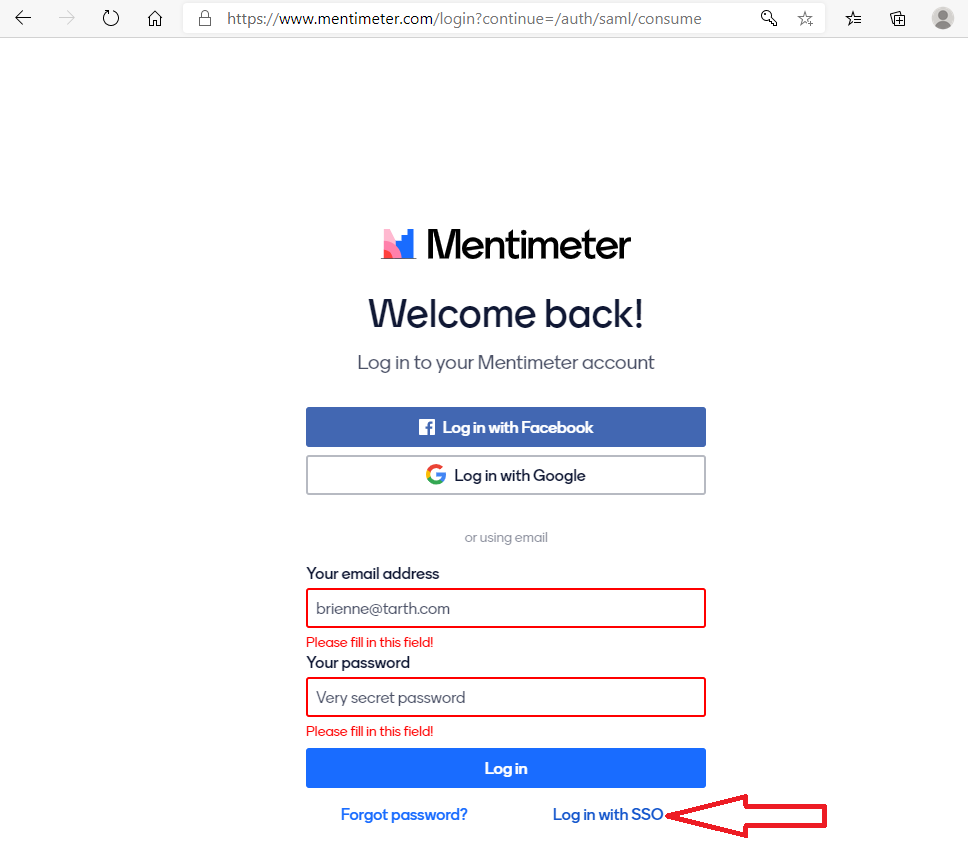 https://www.mentimeter.com/login?continue=/auth/saml/consume
Mentimeter
Welcome back!
Log in to your Mentimeter account
Log in with Facebook
Log in with Google
or using email
Your email address
brienne@tarth.com
Please fill in this field!
Your password
Very secret password
Please fill in this field!
Log in
Forgot password? Log in with SSO